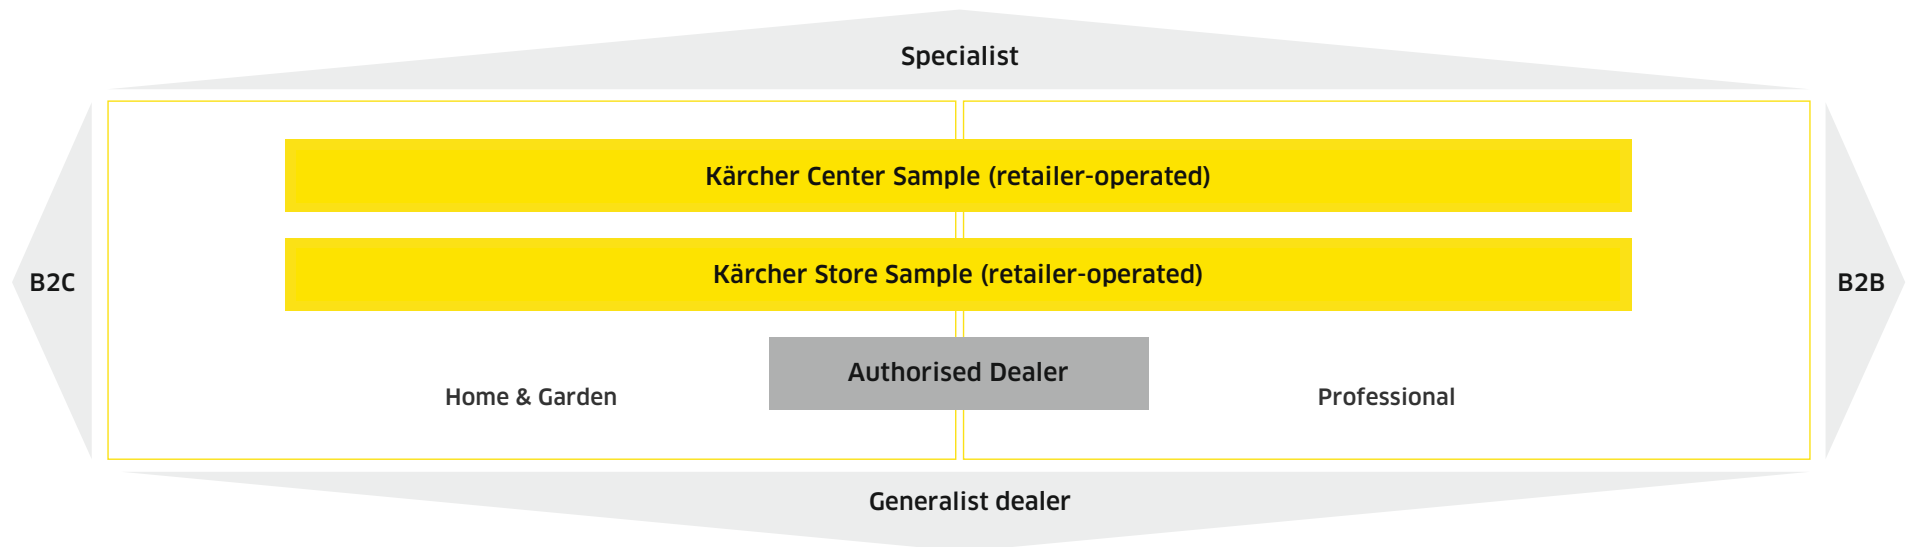 Specialist
Kärcher Center Sample (retailer-operated)
Kärcher Store Sample (retailer-operated)
B2C
B2B
Authorised Dealer
Home & Garden
Professional
Generalist dealer